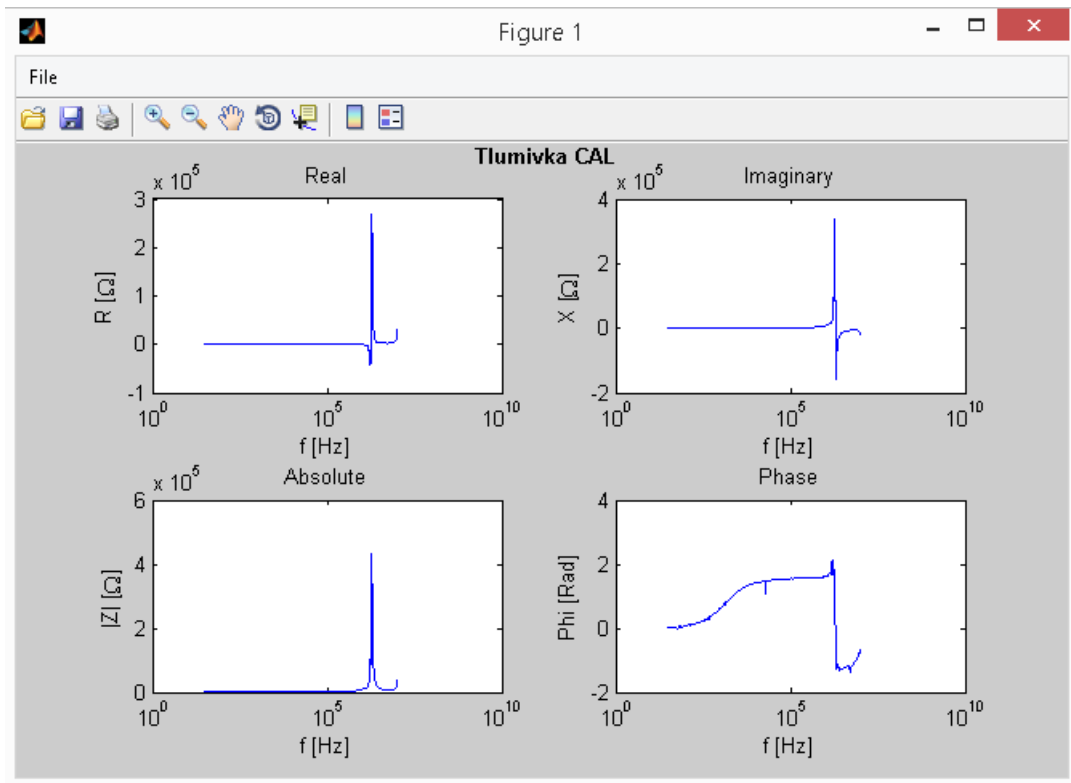 Figure 1
File
Tlumivka CAL
x 10^5
Real
3
2
1
0
-1
R [Ω]
10^0
10^5
10^10
f [Hz]
x 10^5
Imaginary
4
2
0
-2
X [Ω]
10^0
10^5
10^10
f [Hz]
x 10^5
Absolute
6
4
2
0
|Z| [Ω]
10^0
10^5
10^10
f [Hz]
Phase
4
2
0
-2
Phi [Rad]
10^0
10^5
10^10
f [Hz]